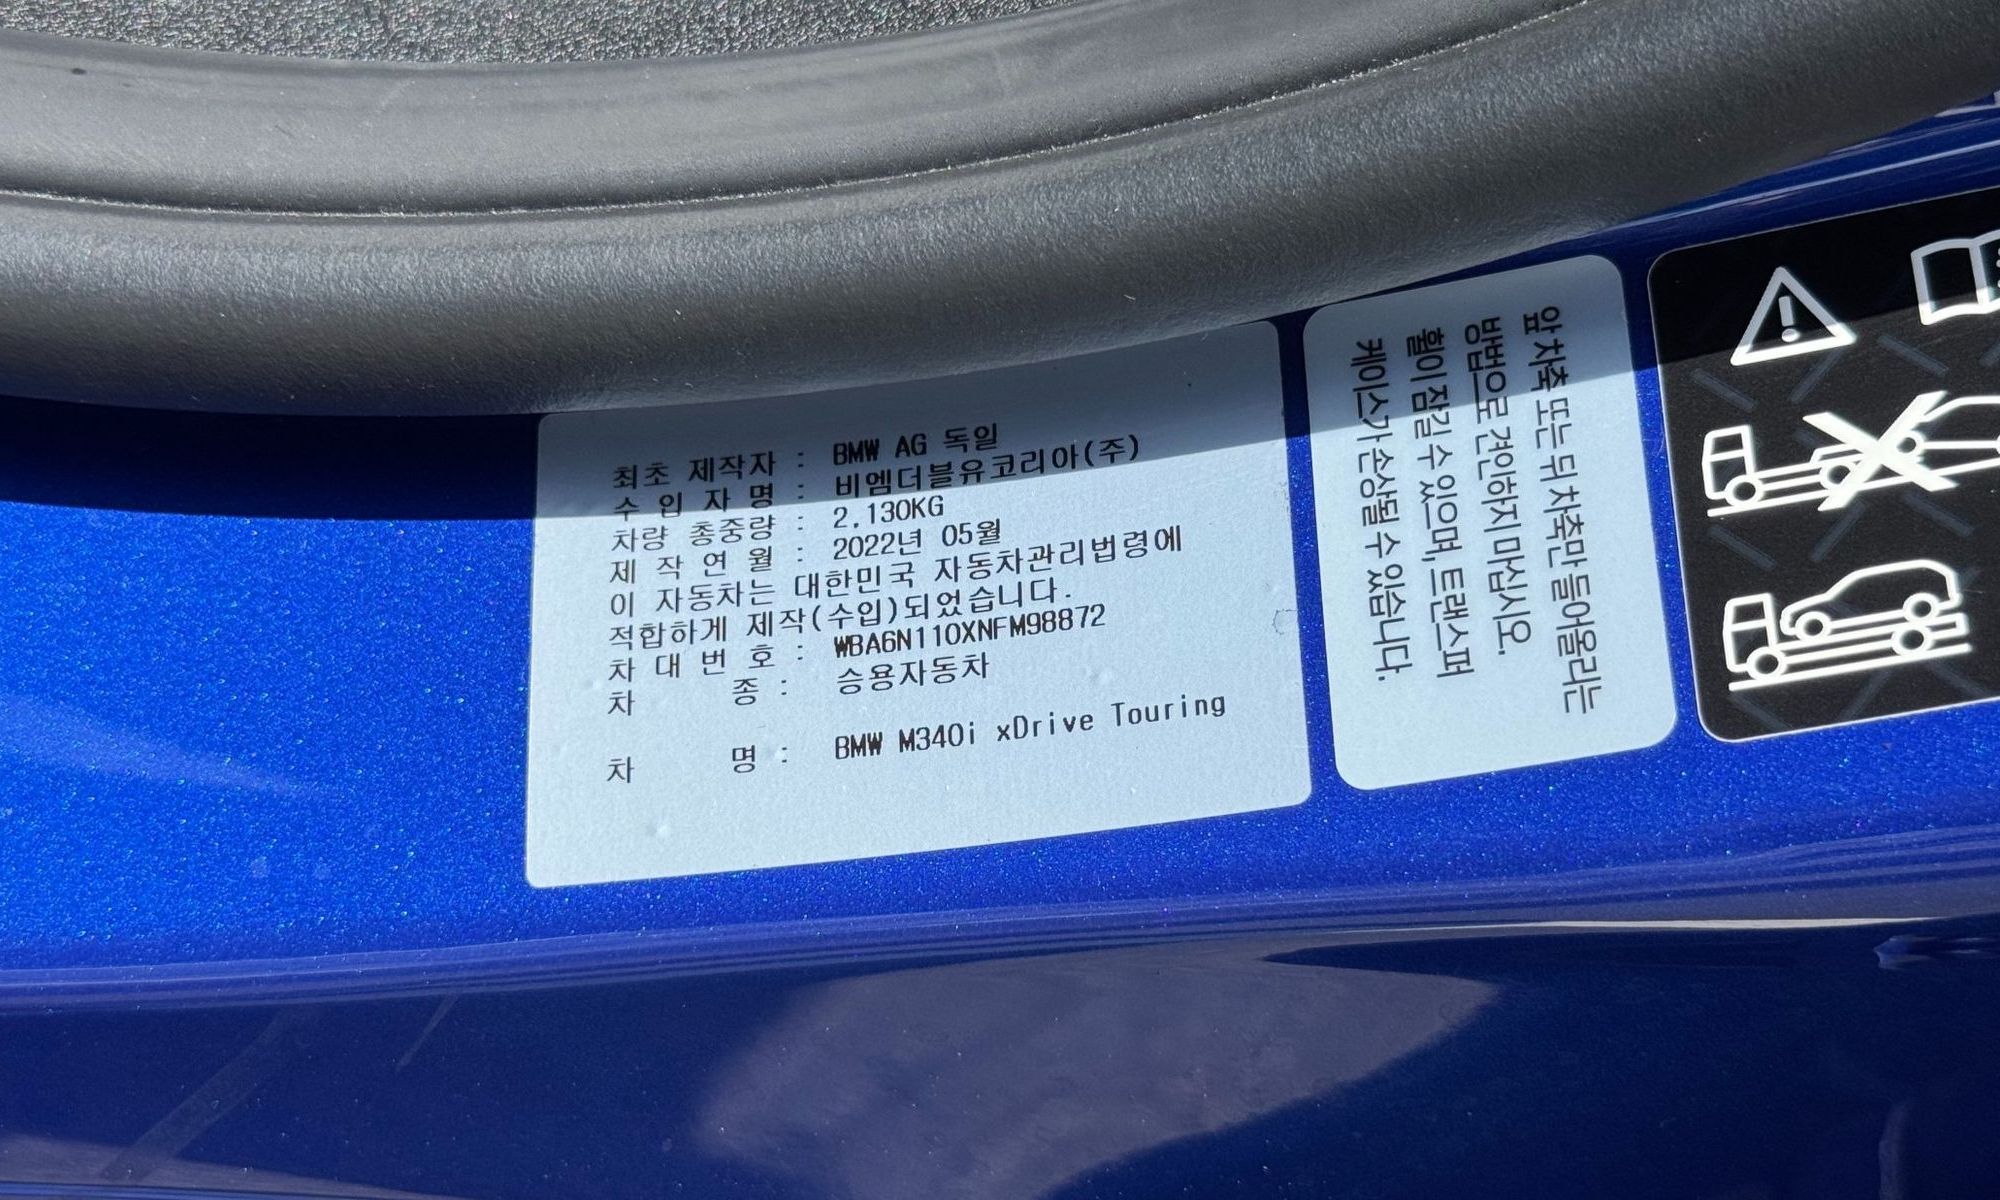 최초 제작자 : BMW AG 독일
수 입 자 명 : 비엠더블유코리아(주)
차량 총중량 : 2,130KG
제 작 연 월 : 2022년 05월
이 자동차는 대한민국 자동차관리법령에
적합하게 제작(수입)되었습니다.
차 대 번 호 : WBA6N110XNFM98872
차 종 : 승용자동차
차 명 : BMW M340i xDrive Touring
앞 차축 또는 뒤 차축만 들어올리는
방법으로 견인하지 마십시오.
휠이 잠길 수 있으며, 트랜스퍼
케이스가 손상될 수 있습니다.